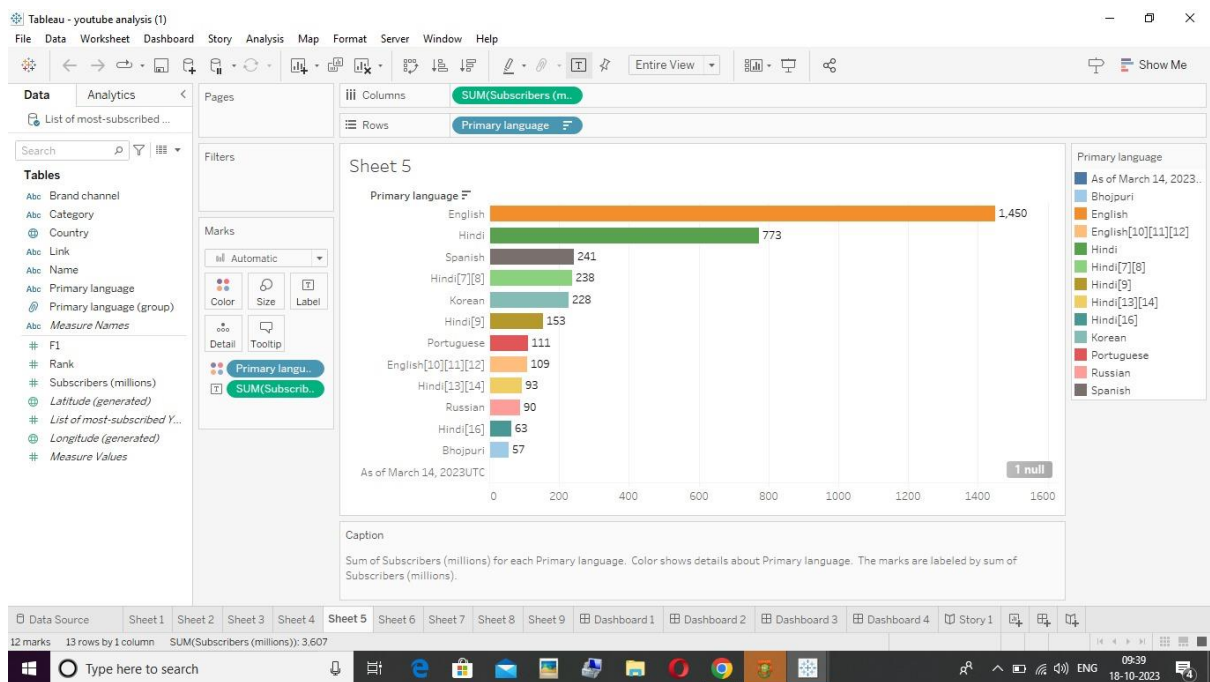 Tableau - youtube analysis (1)
File Data Worksheet Dashboard Story Analysis Map Format Server Window Help
T Entire View Show Me
Data Analytics
List of most-subscribed ...
Search
Tables
Abc Brand channel
Abc Category
Country
Abc Link
Abc Name
Abc Primary language
Primary language (group)
Abc Measure Names
# F1
# Rank
# Subscribers (millions)
Latitude (generated)
# List of most-subscribed Y...
Longitude (generated)
# Measure Values
Pages
Filters
Marks
Automatic
Color Size Label
Detail Tooltip
Primary langu..
T SUM(Subscrib..
iii Columns SUM(Subscribers (m..
Rows Primary language
Sheet 5
Primary language
English 1,450
Hindi 773
Spanish 241
Hindi[7][8] 238
Korean 228
Hindi[9] 153
Portuguese 111
English[10][11][12] 109
Hindi[13][14] 93
Russian 90
Hindi[16] 63
Bhojpuri 57
As of March 14, 2023UTC 1 null
0 200 400 600 800 1000 1200 1400 1600
Caption
Sum of Subscribers (millions) for each Primary language. Color shows details about Primary language. The marks are labeled by sum of
Subscribers (millions).
Primary language
As of March 14, 2023..
Bhojpuri
English
English[10][11][12]
Hindi
Hindi[7][8]
Hindi[9]
Hindi[13][14]
Hindi[16]
Korean
Portuguese
Russian
Spanish
Data Source Sheet 1 Sheet 2 Sheet 3 Sheet 4 Sheet 5 Sheet 6 Sheet 7 Sheet 8 Sheet 9 Dashboard 1 Dashboard 2 Dashboard 3 Dashboard 4 Story 1
12 marks 13 rows by 1 column SUM(Subscribers (millions)): 3,607
Type here to search ENG 09:39
18-10-2023 4